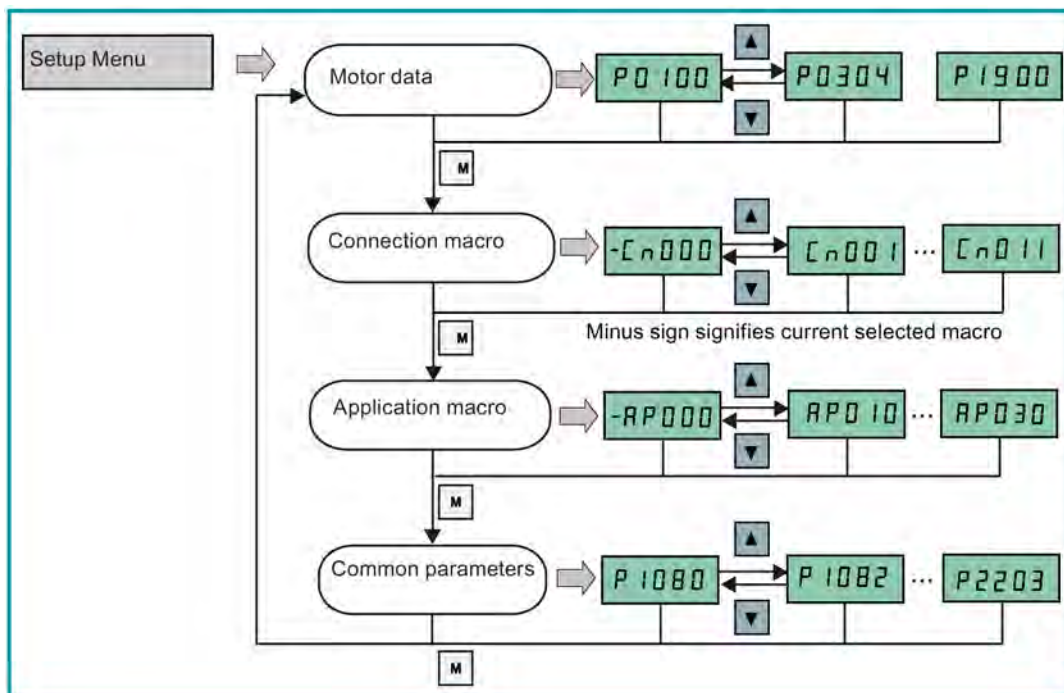 Setup Menu
Motor data
▲
P0100
P0304
P1900
▼
M
Connection macro
▲
-Cn000
Cn001 ... Cn011
▼
Minus sign signifies current selected macro
M
Application macro
▲
-AP000
AP010 ... AP030
▼
M
Common parameters
▲
P1080
P1082 ... P2203
▼
M